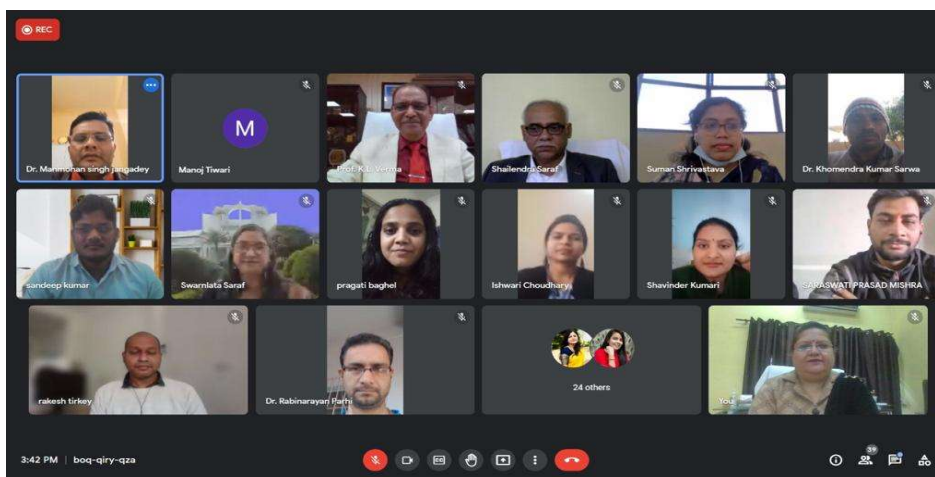 REC
M
Dr. Manmohan singh jangadey
Manoj Tiwari
Prof. K.L. Verma
Shailendra Saraf
Suman Shrivastava
Dr. Khomendra Kumar Sarwa
sandeep kumar
Swarnlata Saraf
pragati baghel
Ishwari Choudhary
Shavinder Kumari
SARASWATI PRASAD MISHRA
rakesh tirkey
Dr. Rabinarayan Parhi
24 others
You
3:42 PM | boq-qiry-qza
CC
39